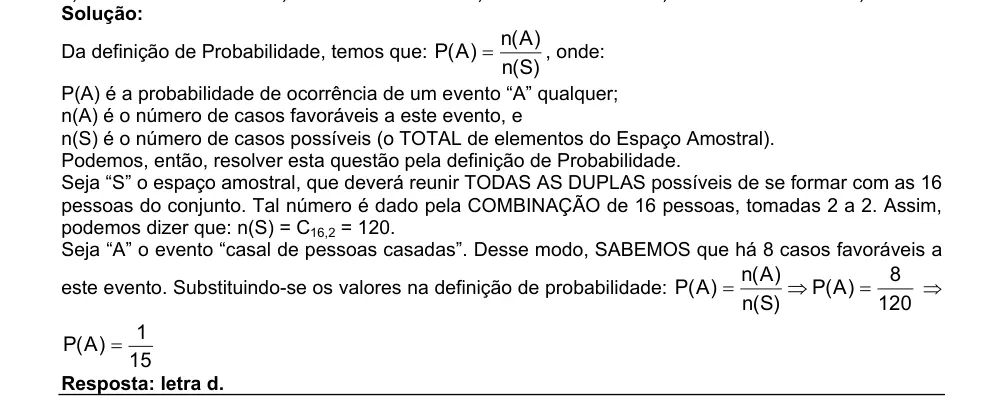 Solução:
Da definição de Probabilidade, temos que: P(A) = n(A)/n(S), onde:
P(A) é a probabilidade de ocorrência de um evento “A” qualquer;
n(A) é o número de casos favoráveis a este evento, e
n(S) é o número de casos possíveis (o TOTAL de elementos do Espaço Amostral).
Podemos, então, resolver esta questão pela definição de Probabilidade.
Seja “S” o espaço amostral, que deverá reunir TODAS AS DUPLAS possíveis de se formar com as 16
pessoas do conjunto. Tal número é dado pela COMBINAÇÃO de 16 pessoas, tomadas 2 a 2. Assim,
podemos dizer que: n(S) = C16,2 = 120.
Seja “A” o evento “casal de pessoas casadas”. Desse modo, SABEMOS que há 8 casos favoráveis a
este evento. Substituindo-se os valores na definição de probabilidade: P(A) = n(A)/n(S) ⇒ P(A) = 8/120 ⇒
P(A) = 1/15
Resposta: letra d.